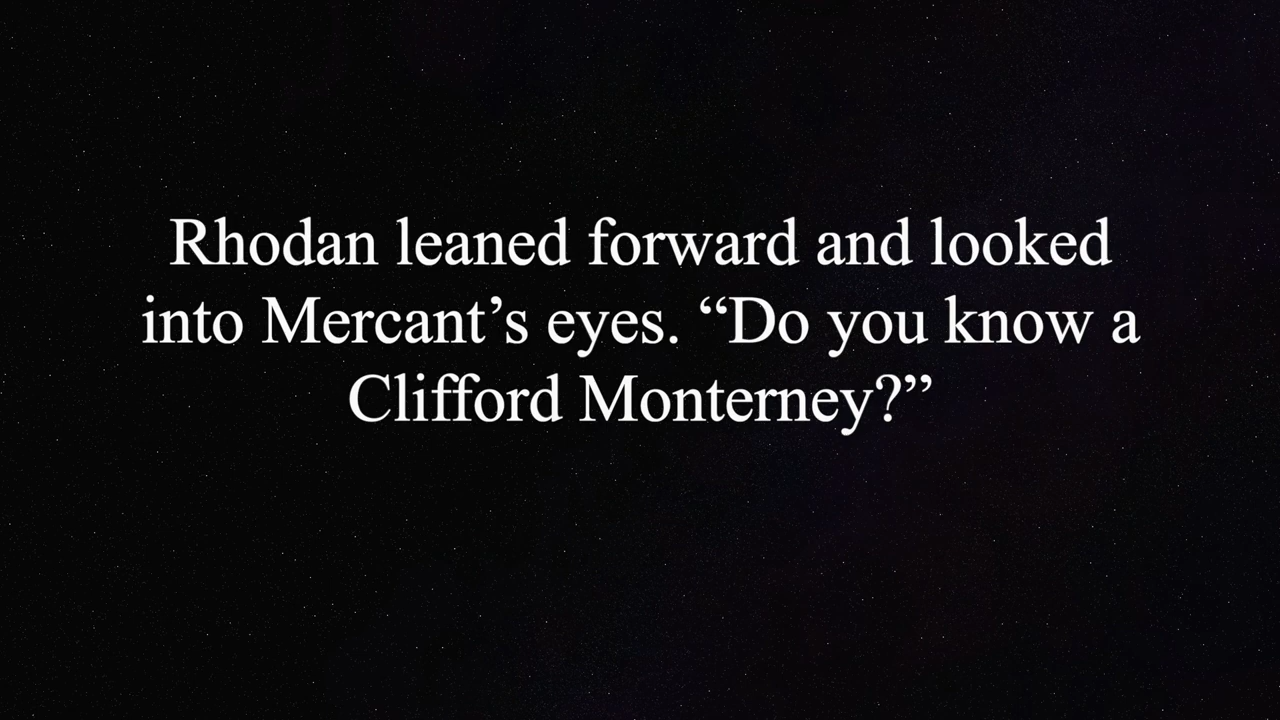 Rhodan leaned forward and looked
into Mercant’s eyes. “Do you know a
Clifford Monterney?”